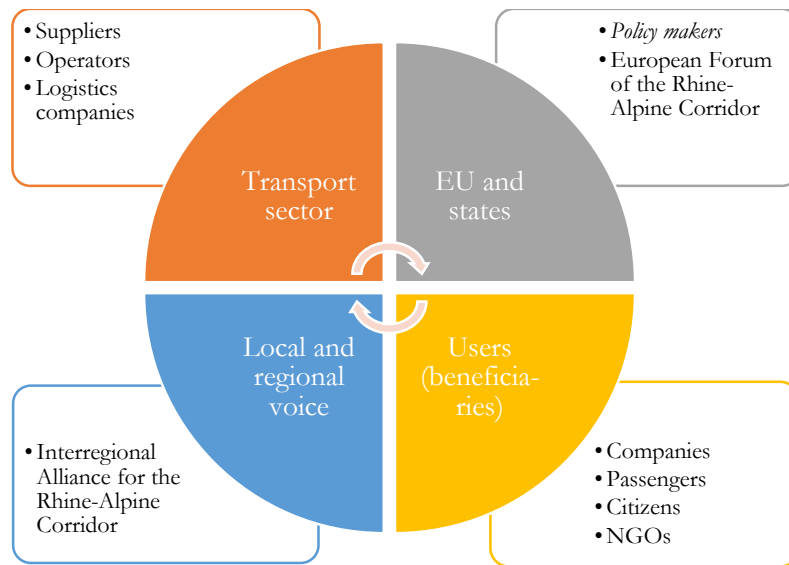 • Suppliers
• Operators
• Logistics
companies
• Policy makers
• European Forum
of the Rhine-
Alpine Corridor
Transport
sector
EU and
states
Local and
regional
voice
Users
(beneficia-
ries)
• Interregional
Alliance for the
Rhine-Alpine
Corridor
• Companies
• Passengers
• Citizens
• NGOs